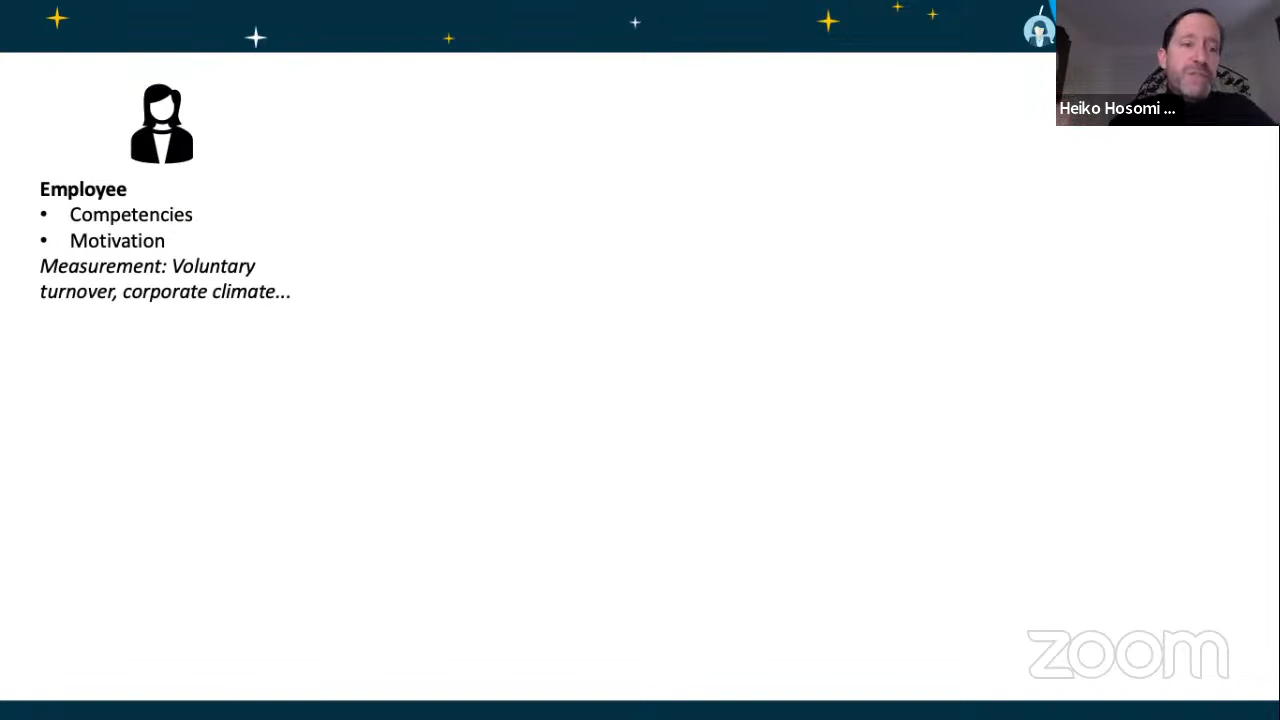 Heiko Hosomi ...
Employee
• Competencies
• Motivation
Measurement: Voluntary
turnover, corporate climate...
zoom